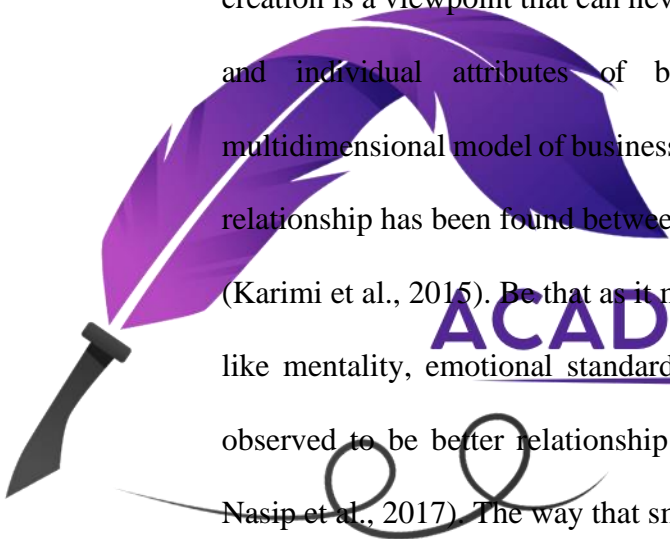 creation is a viewpoint that can nev
and individual attributes of b
multidimensional model of business
relationship has been found between
(Karimi et al., 2015). Be that as it m
ACAD
like mentality, emotional standard
observed to be better relationship
Nasip et al., 2017). The way that sm